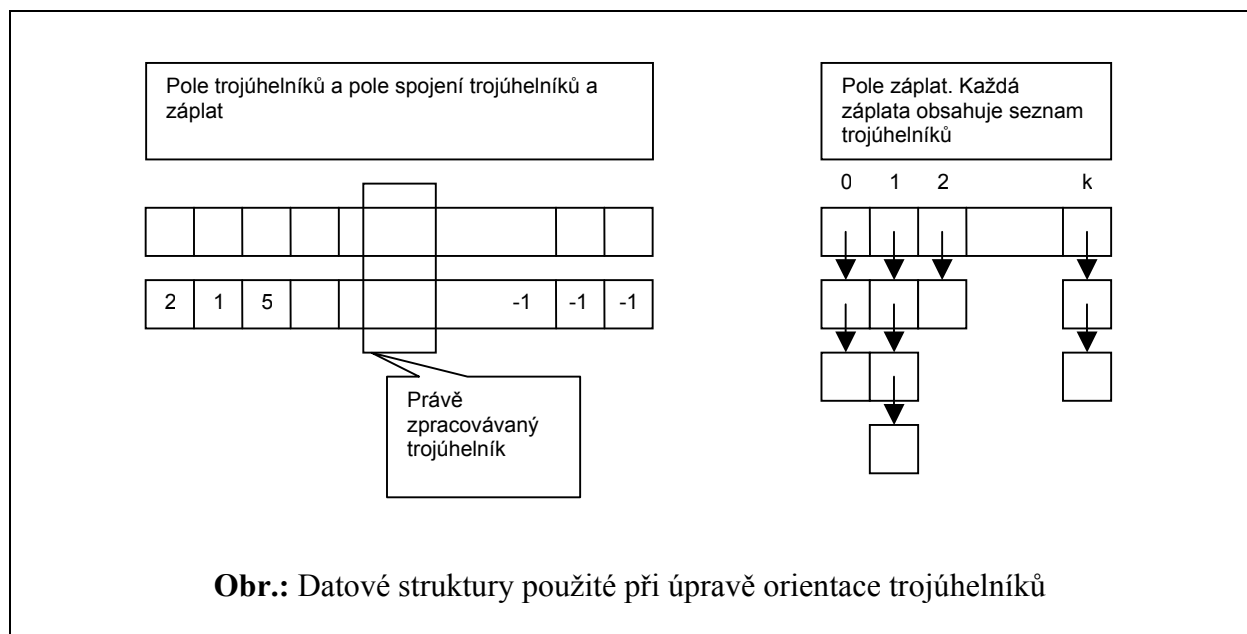 Pole trojúhelníků a pole spojení trojúhelníků a
záplat
Pole záplat. Každá
záplata obsahuje seznam
trojúhelníků
0 1 2 k
2 1 5 -1 -1 -1
Právě
zpracovávaný
trojúhelník
Obr.: Datové struktury použité při úpravě orientace trojúhelníků